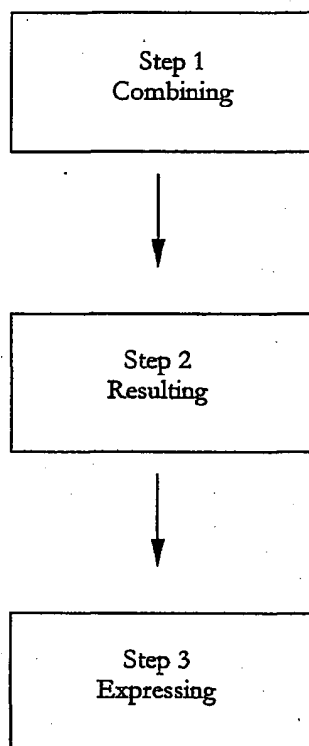 Step 1
Combining
Step 2
Resulting
Step 3
Expressing